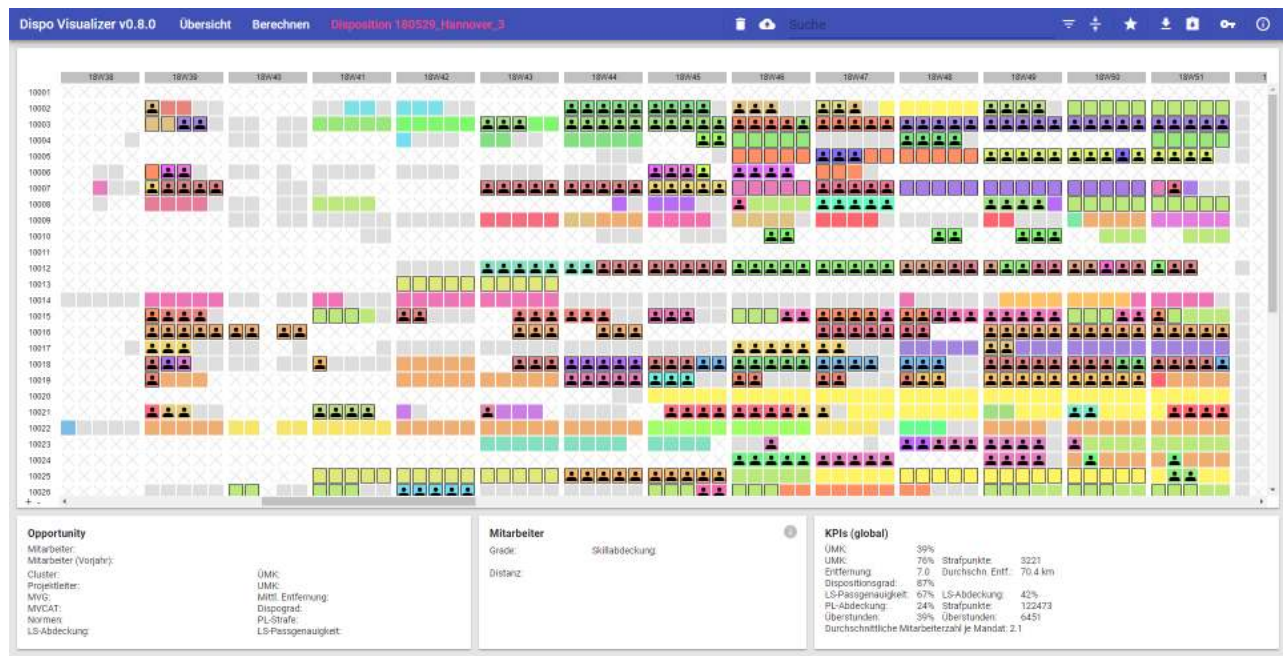 Dispo Visualizer v0.8.0 Übersicht Berechnen Disposition 180529_Hannover_3 Suche
18W38 18W39 18W40 18W41 18W42 18W43 18W44 18W45 18W46 18W47 18W48 18W49 18W50 18W51 1
10001
10002
10003
10004
10005
10006
10007
10008
10009
10010
10011
10012
10013
10014
10015
10016
10017
10018
10019
10020
10021
10022
10023
10024
10025
10026
+ -
Opportunity
Mitarbeiter:
Mitarbeiter (Vorjahr):
Cluster: ÜMK:
Projektleiter: UMK:
MVG: Mittl. Entfernung:
MVCAT: Dispograd:
Normen: PL-Strafe:
LS-Abdeckung: LS-Passgenauigkeit:
Mitarbeiter
Grade: Skillabdeckung:
Distanz:
KPIs (global)
ÜMK: 39%
UMK: 76% Strafpunkte: 3221
Entfernung: 7.0 Durchschn. Entf.: 70.4 km
Dispositionsgrad: 87%
LS-Passgenauigkeit: 67% LS-Abdeckung: 42%
PL-Abdeckung: 24% Strafpunkte: 122473
Überstunden: 39% Überstunden: 6451
Durchschnittliche Mitarbeiterzahl je Mandat: 2.1